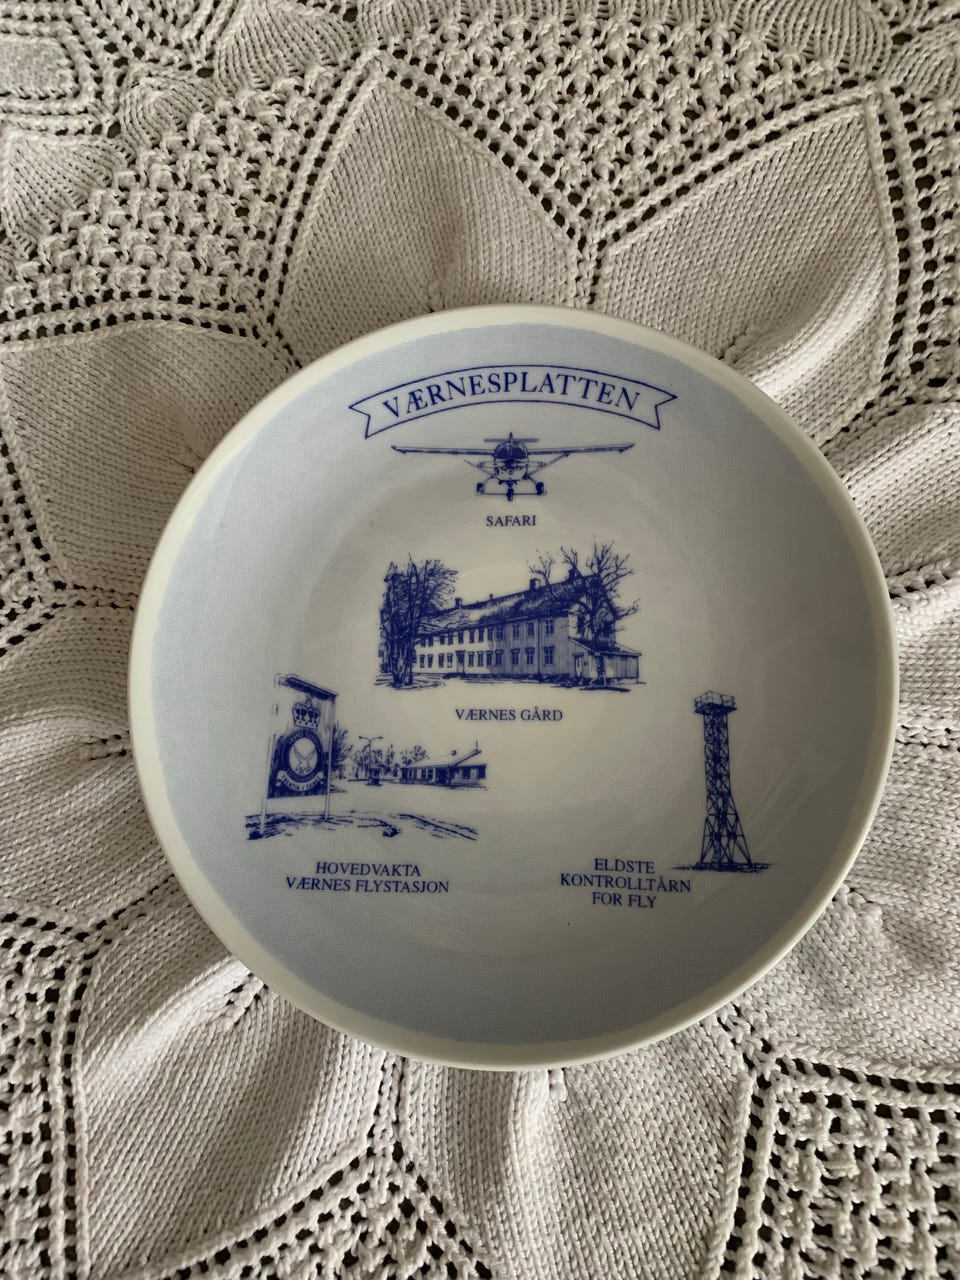 VÆRNESPLATTEN
SAFARI
VÆRNES GÅRD
HOVEDVAKTA
VÆRNES FLYSTASJON
ELDSTE
KONTROLLTÅRN
FOR FLY